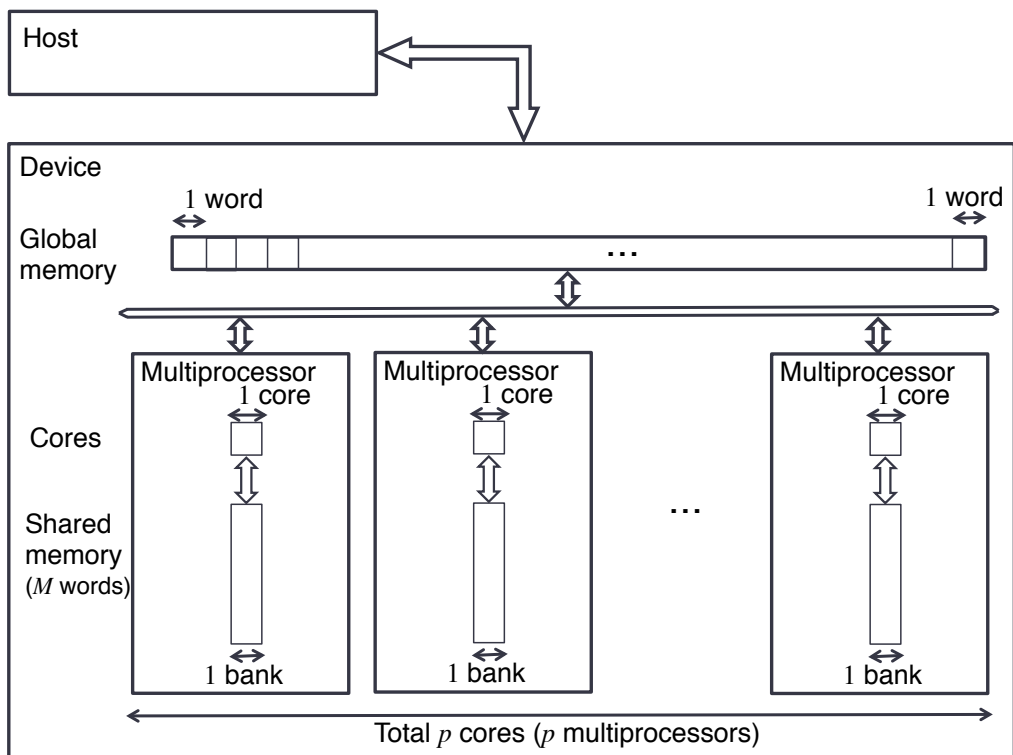 Host
Device
1 word
1 word
Global
memory
...
Multiprocessor
1 core
Multiprocessor
1 core
Multiprocessor
1 core
Cores
Shared
memory
(M words)
...
1 bank
1 bank
1 bank
Total p cores (p multiprocessors)